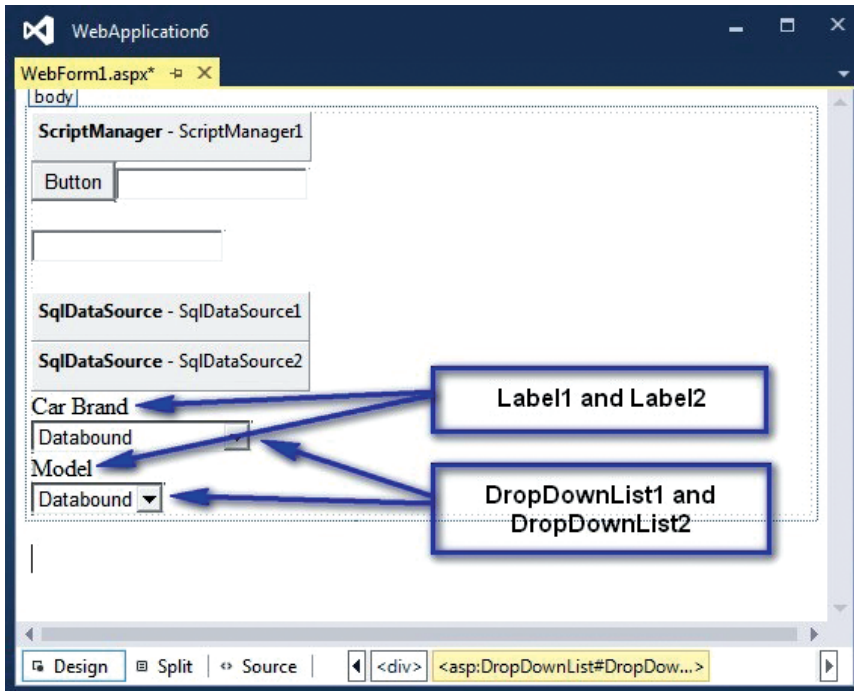 WebApplication6
WebForm1.aspx*
body
ScriptManager - ScriptManager1
Button
SqlDataSource - SqlDataSource1
SqlDataSource - SqlDataSource2
Car Brand
Databound
Model
Databound
Label1 and Label2
DropDownList1 and
DropDownList2
Design Split Source <div> <asp:DropDownList#DropDow...>